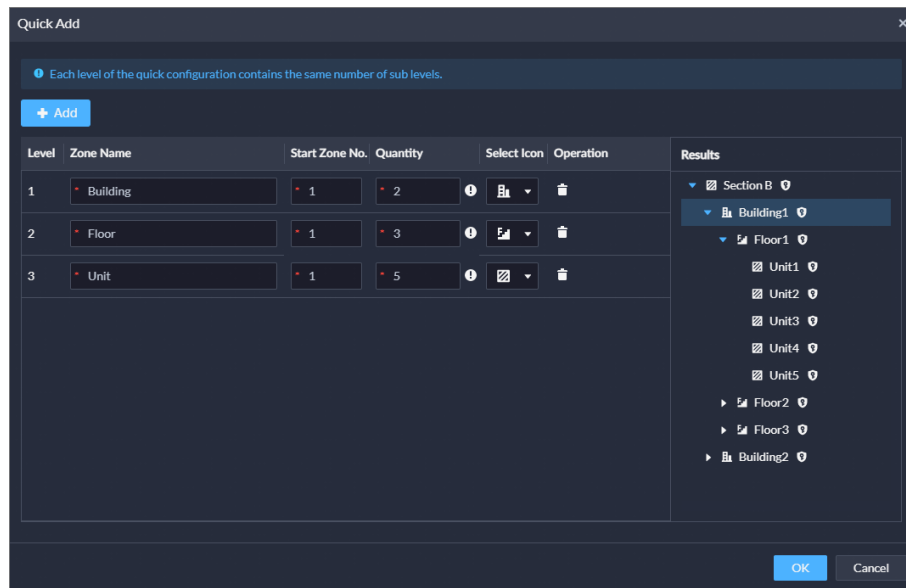 Quick Add
Each level of the quick configuration contains the same number of sub levels.
Add
Level Zone Name Start Zone No. Quantity Select Icon Operation
1 * Building * 1 * 2
2 * Floor * 1 * 3
3 * Unit * 1 * 5
Results
Section B
Building1
Floor1
Unit1
Unit2
Unit3
Unit4
Unit5
Floor2
Floor3
Building2
OK Cancel